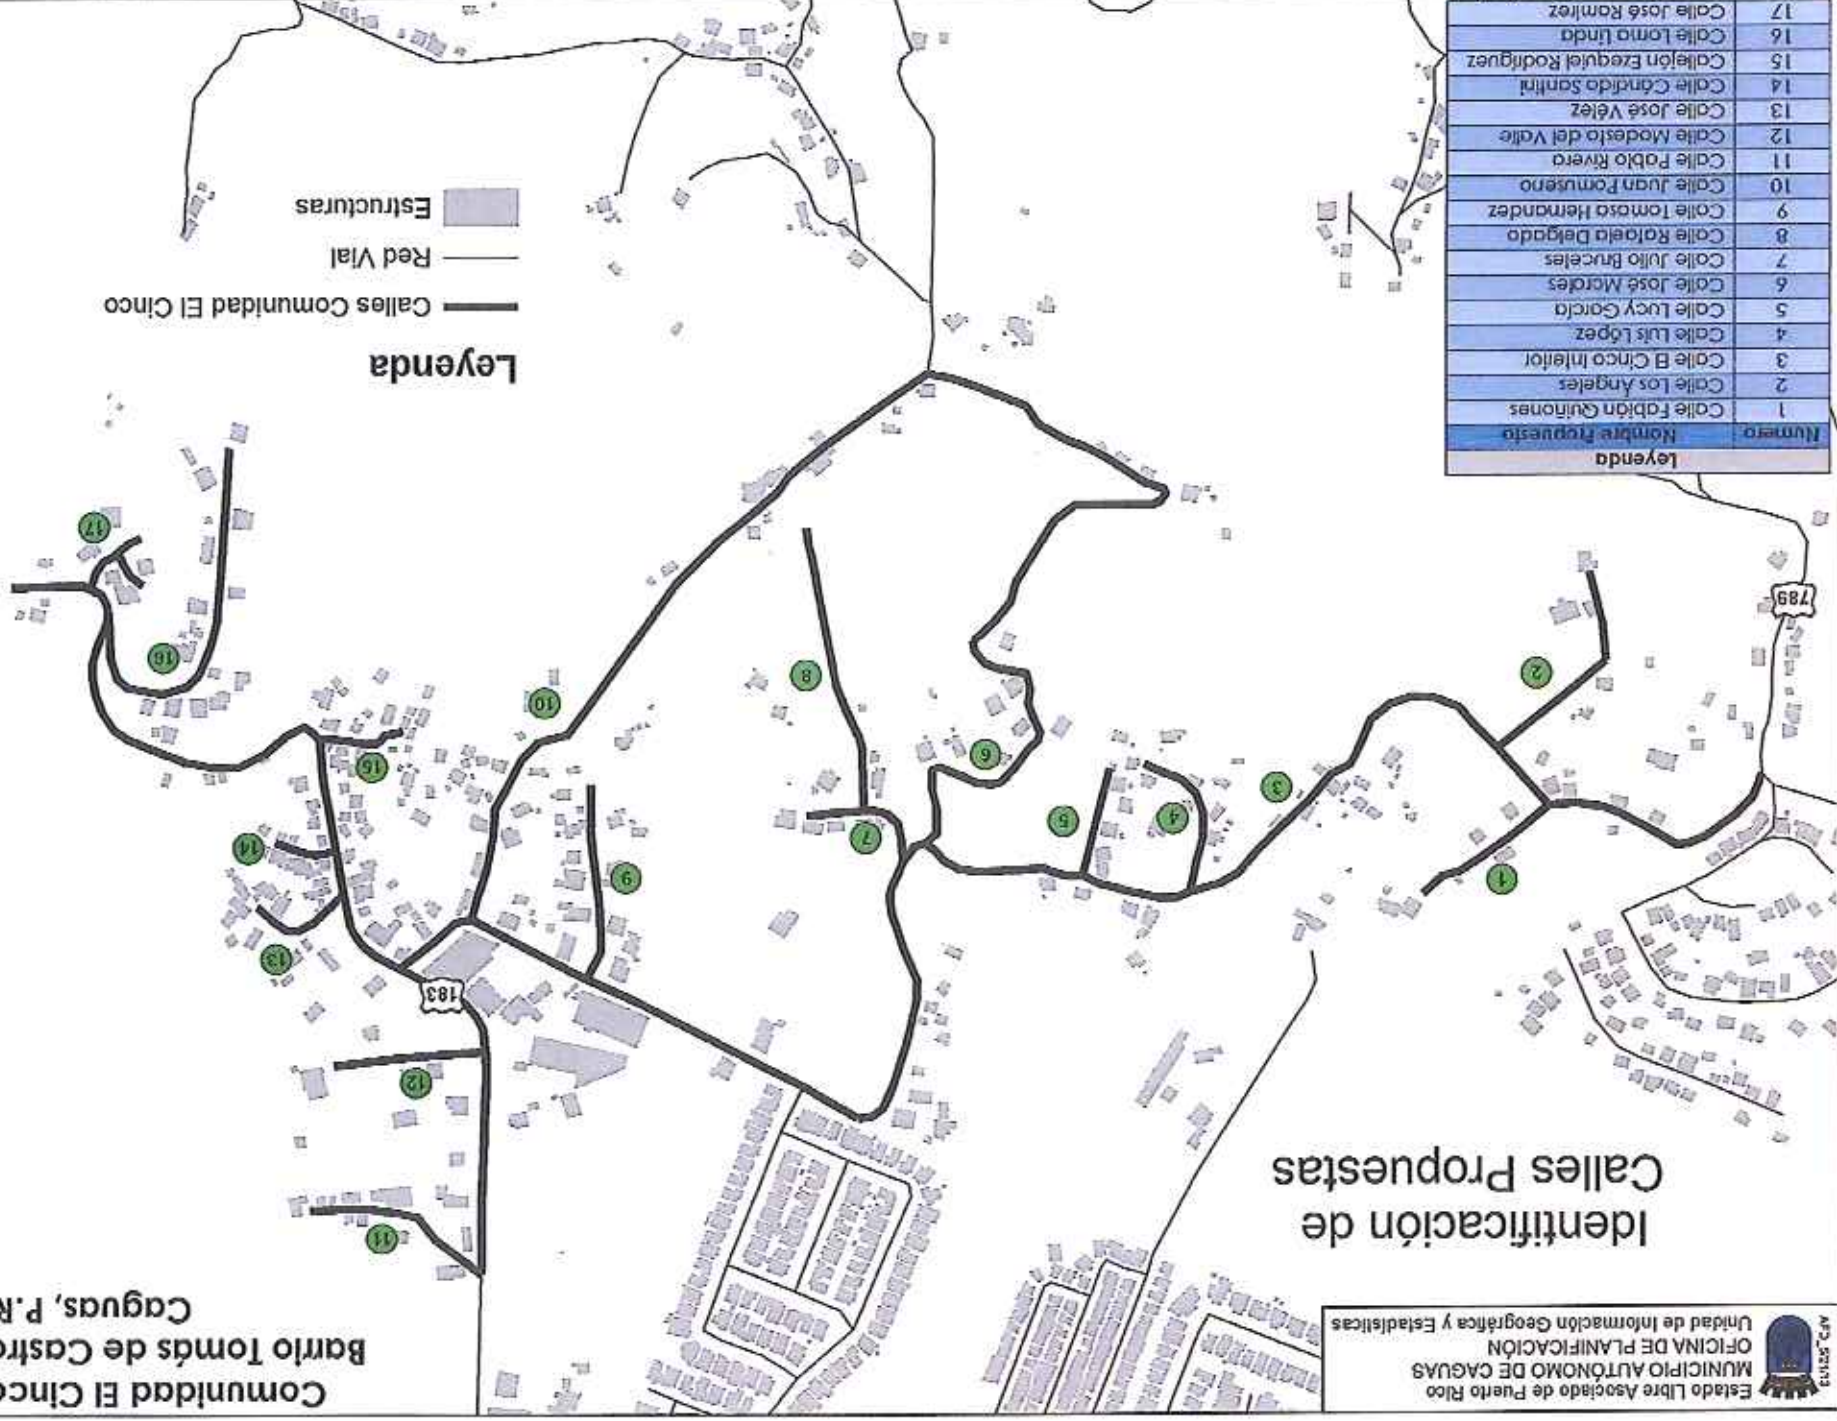 Estado Libre Asociado de Puerto Rico
MUNICIPIO AUTÓNOMO DE CAGUAS
OFICINA DE PLANIFICACIÓN
Unidad de Información Geográfica y Estadísticas
Comunidad El Cinco
Barrio Tomás de Castro
Caguas, P.R
Identificación de
Calles Propuestas
11
12
183
13
14
15
16
17
10
9
8
7
6
5
4
3
2
1
789
Leyenda
Calles Comunidad El Cinco
Red Vial
Estructuras
Leyenda
Numero Nombre Propuesto
1 Calle Fabián Quiñones
2 Calle Los Ángeles
3 Calle El Cinco Interior
4 Calle Luis López
5 Calle Lucy García
6 Calle José Morales
7 Calle Julio Bruceles
8 Calle Rafaela Delgado
9 Calle Tomasa Hernandez
10 Calle Juan Pomuseno
11 Calle Pablo Rivera
12 Calle Modesto del Valle
13 Calle José Vélez
14 Calle Cándido Santini
15 Callejón Ezequiel Rodríguez
16 Calle Loma Linda
17 Calle José Ramírez